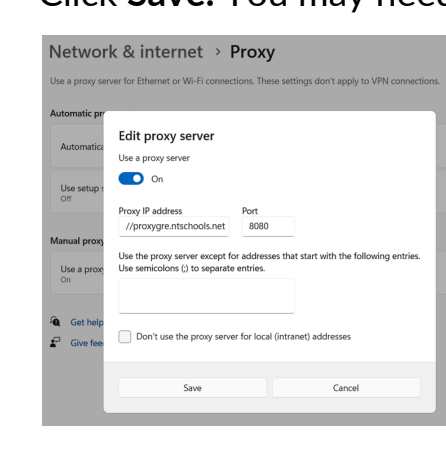 Click Save. You may need
Network & internet > Proxy
Use a proxy server for Ethernet or Wi-Fi connections. These settings don't apply to VPN connections.
Automatic
Edit proxy server
Use a proxy server
On
Use setup
Off
Proxy IP address Port
//proxygre.ntschools.net 8080
Manual proxy
Use the proxy server except for addresses that start with the following entries.
Use semicolons (;) to separate entries.
Use a proxy
On
Get help
Don't use the proxy server for local (intranet) addresses
Give
Save Cancel